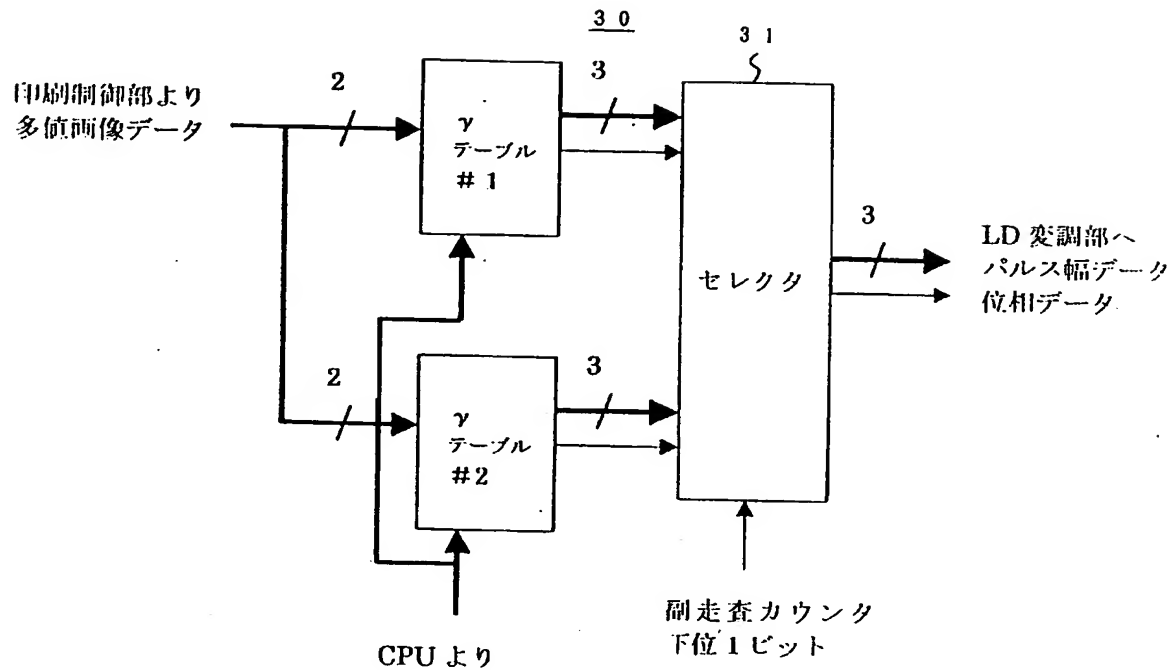 30
31
印刷制御部より
多値画像データ
2
γ
テーブル
#1
3
セレクタ
3
LD 変調部へ
パルス幅データ
位相データ
2
γ
テーブル
#2
3
CPU より
副走査カウンタ
下位1ビット